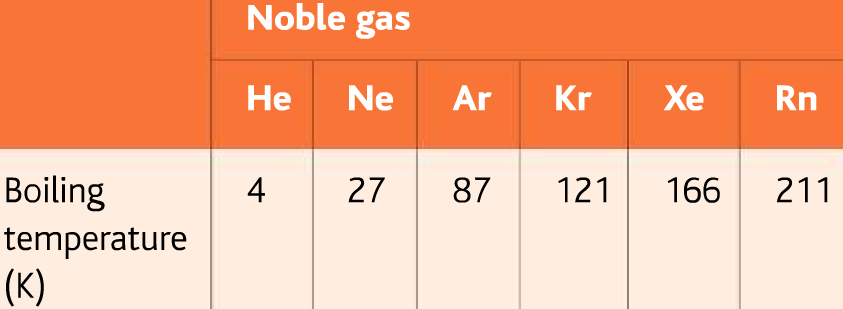 Noble gas
He Ne Ar Kr Xe Rn
Boiling 4 27 87 121 166 211
temperature
(K)